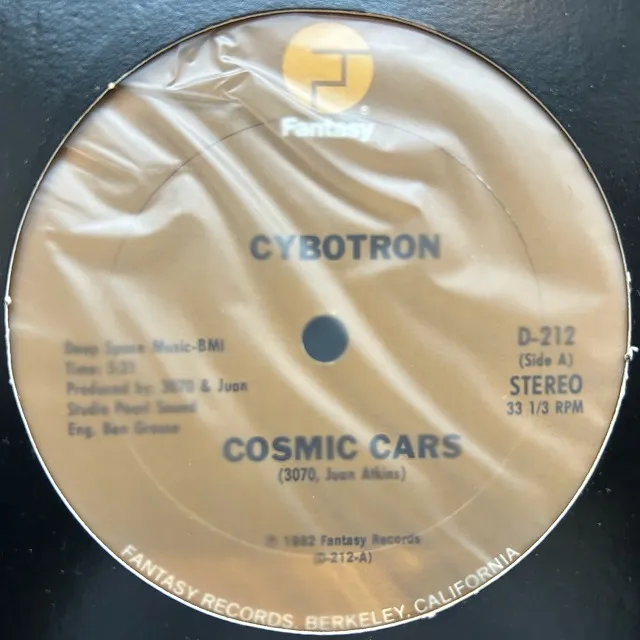 Fantasy®
CYBOTRON
Deep Space Music-BMI
Time: 5:31
Produced by: 3070 & Juan
Studio Pearl Sound
Eng. Ben Grosse
D-212
(Side A)
STEREO
33 1/3 RPM
COSMIC CARS
(3070, Juan Atkins)
℗ 1982 Fantasy Records
(D-212-A)
FANTASY RECORDS, BERKELEY, CALIFORNIA